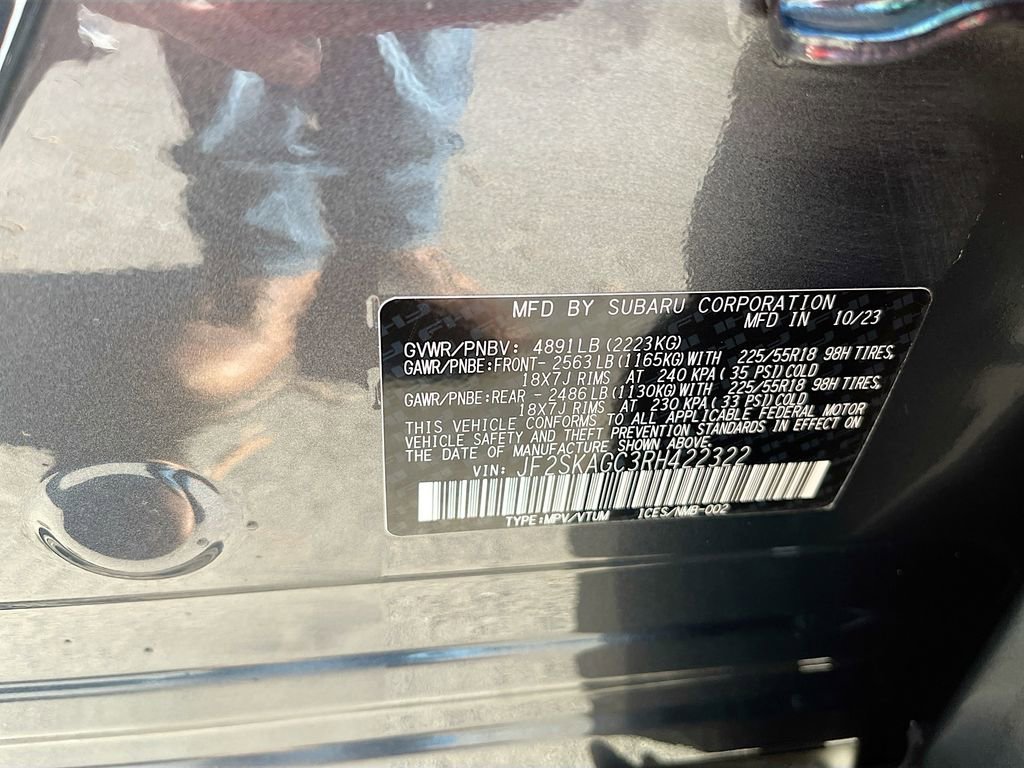 MFD BY SUBARU CORPORATION
MFD IN 10/23
GVWR/PNBV: 4891LB(2223KG)
GAWR/PNBE:FRONT- 2563LB(1165KG)WITH 225/55R18 98H TIRES,
18X7J RIMS AT 240 KPA(35 PSI)COLD
GAWR/PNBE:REAR - 2486LB(1130KG)WITH 225/55R18 98H TIRES,
18X7J RIMS AT 230 KPA(33 PSI)COLD
THIS VEHICLE CONFORMS TO ALL APPLICABLE FEDERAL MOTOR
VEHICLE SAFETY AND THEFT PREVENTION STANDARDS IN EFFECT ON
THE DATE OF MANUFACTURE SHOWN ABOVE.
VIN: JF2SKAGC3RH422322
TYPE:MPV/VTUM ICES/NMB-002